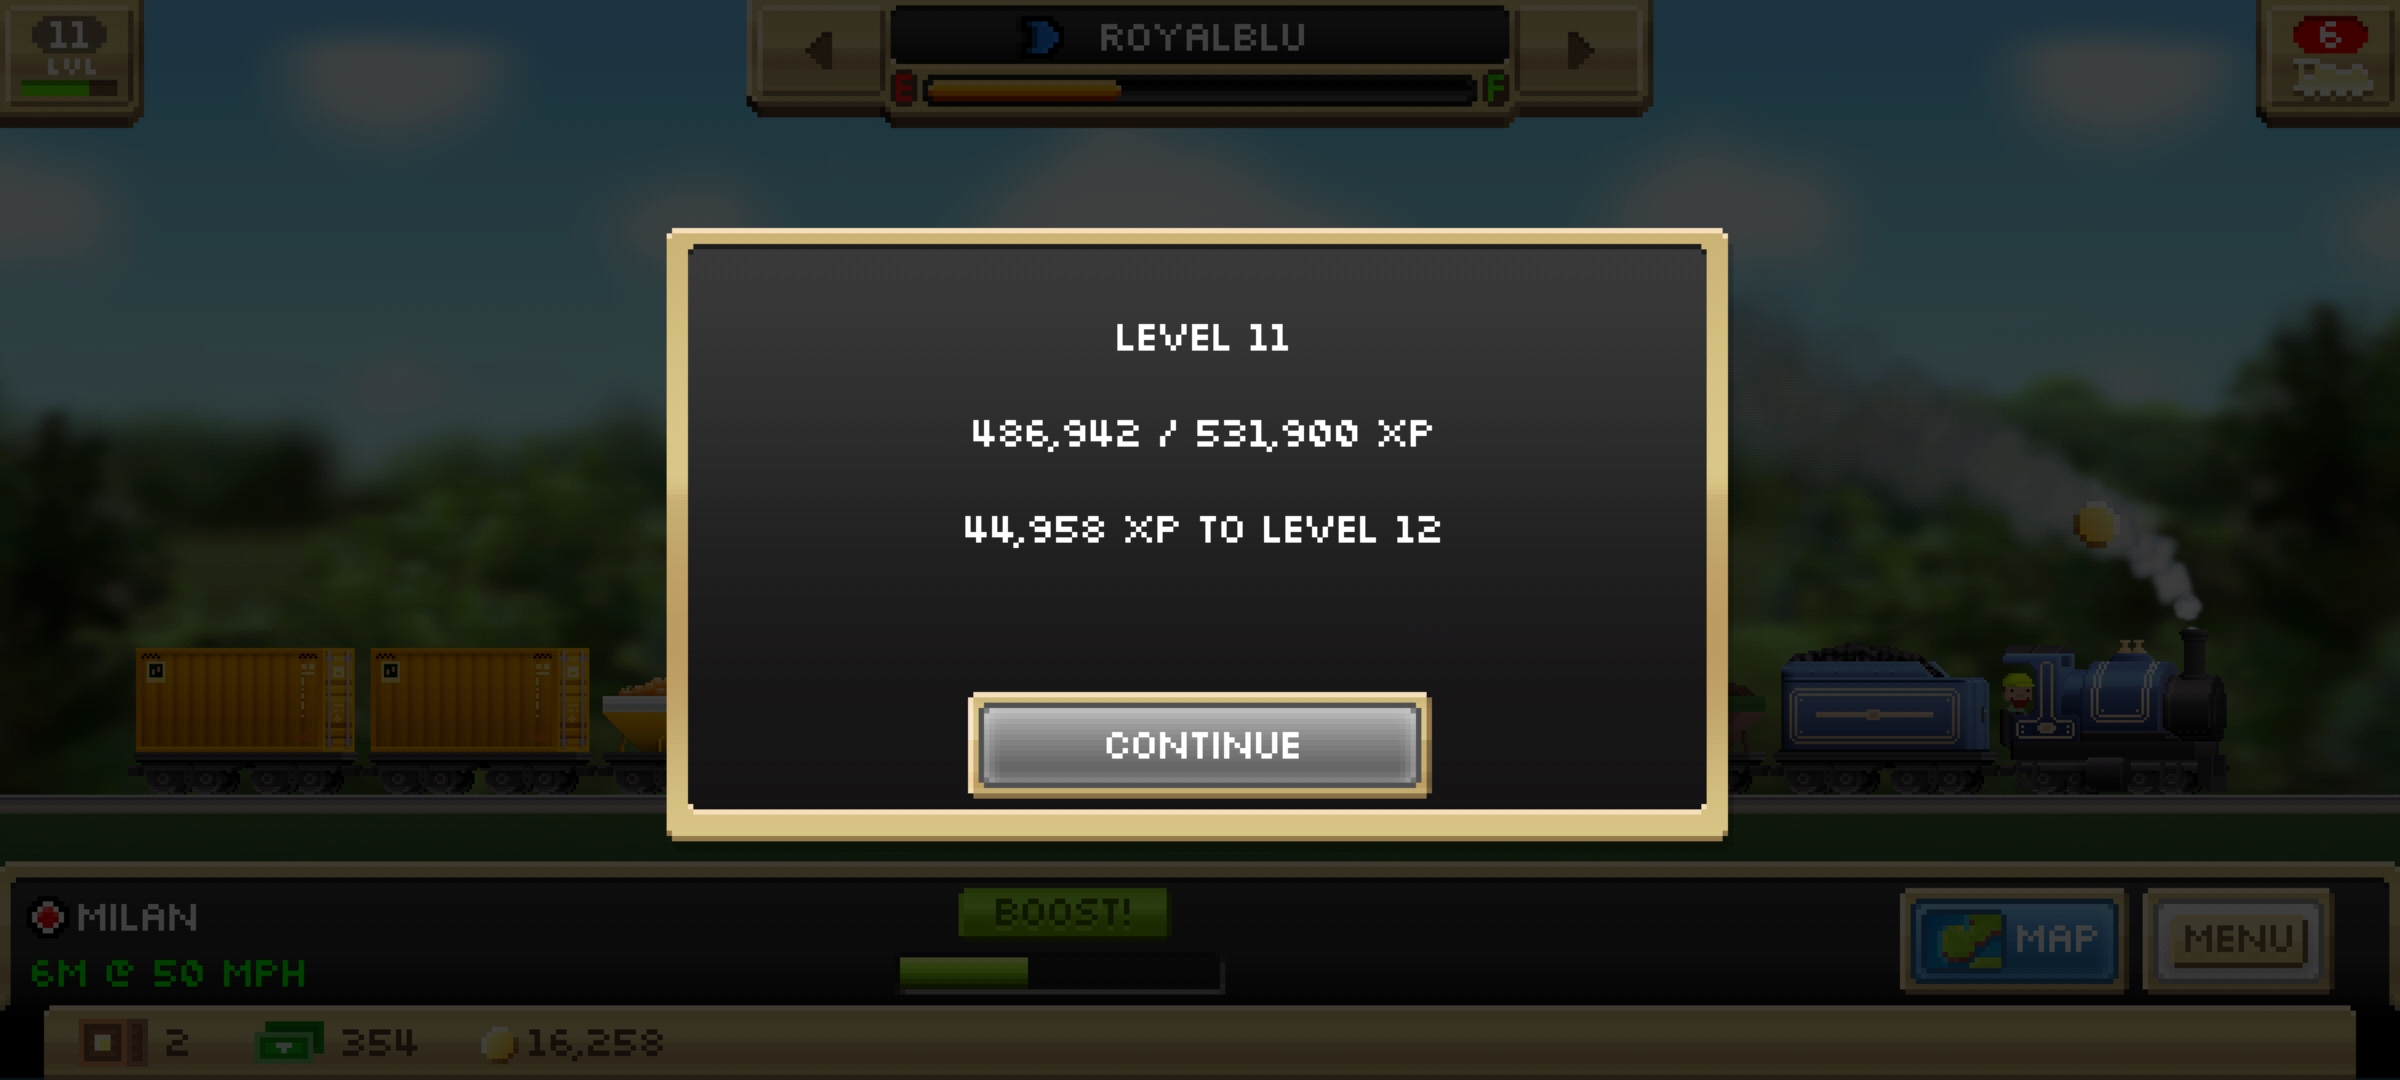 11
LVL
ROYALBLU
E
F
6
LEVEL 11
486,942 / 531,900 XP
44,958 XP TO LEVEL 12
CONTINUE
MILAN
6M @ 50 MPH
BOOST!
MAP
MENU
2
354
16,258